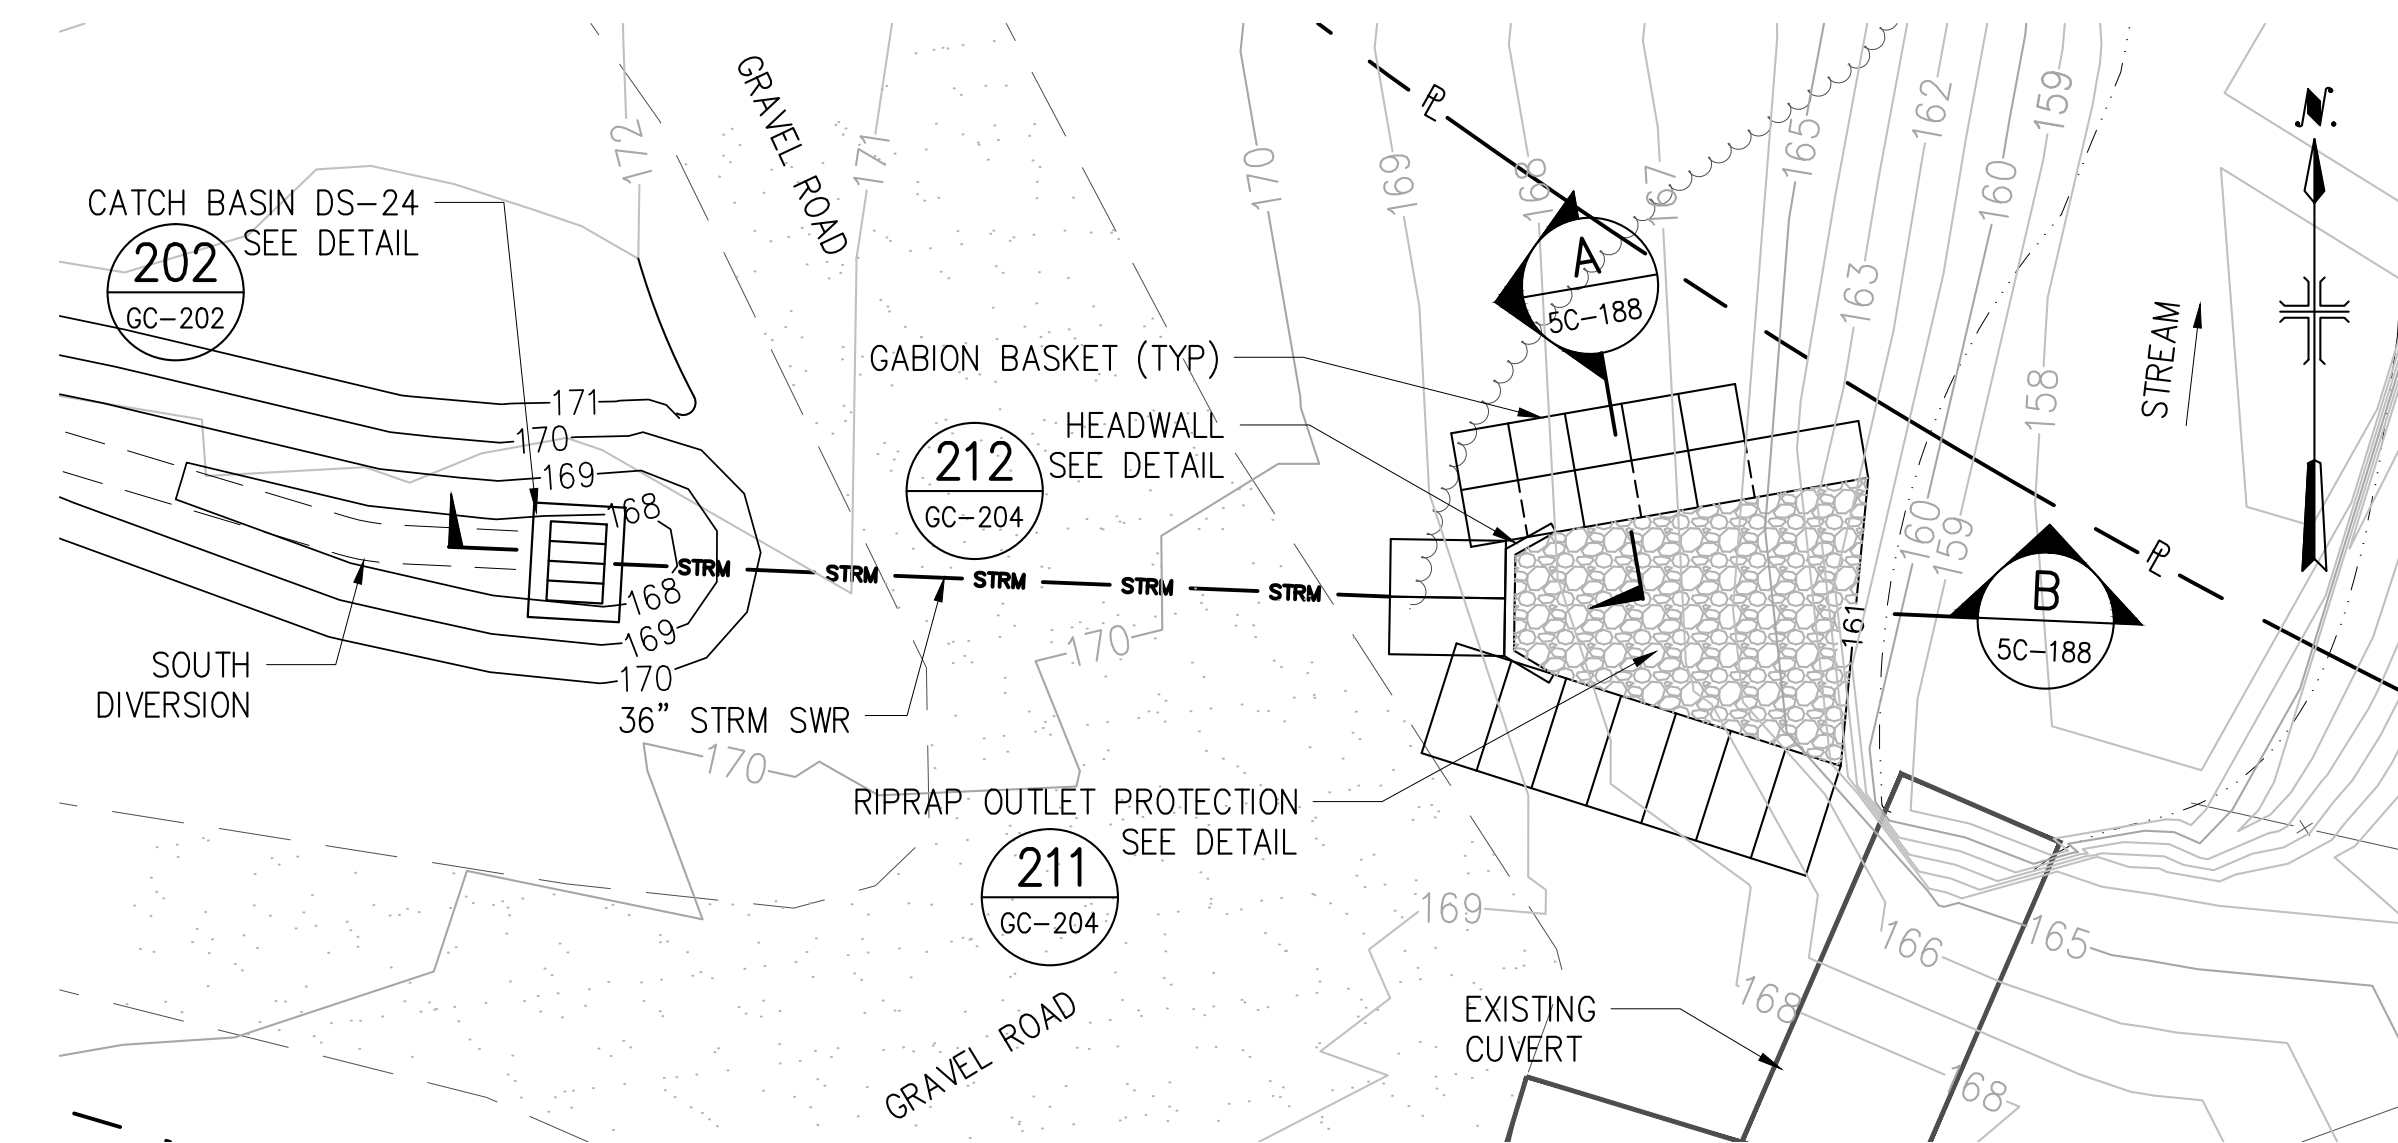 CATCH BASIN DS-24
SEE DETAIL
202
GC-202
GRAVEL ROAD
172
171
170
169
168
167
165
163
162
160
159
158
℄
A
5C-188
N.
STREAM
GABION BASKET (TYP)
HEADWALL
SEE DETAIL
212
GC-204
171
170
169
168
168
169
170
STRM
STRM
STRM
STRM
STRM
SOUTH
DIVERSION
36" STRM SWR
170
170
RIPRAP OUTLET PROTECTION
SEE DETAIL
211
GC-204
161
160
159
B
5C-188
℄
169
166
165
168
168
EXISTING
CUVERT
GRAVEL ROAD